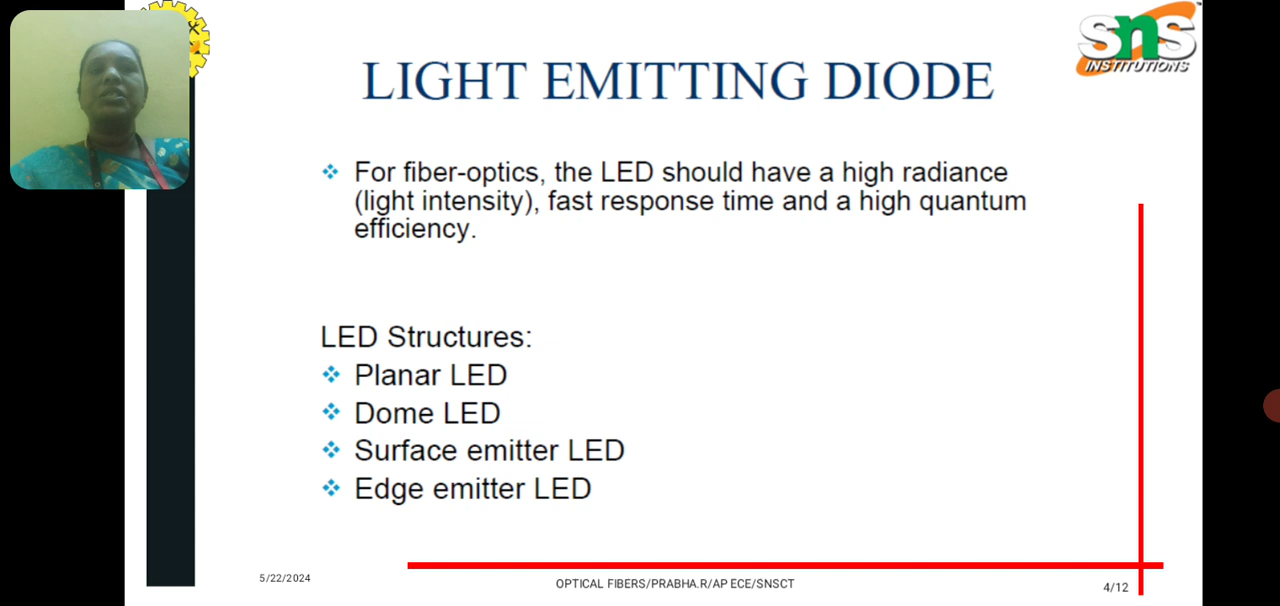 SnS
INSTITUTIONS
LIGHT EMITTING DIODE
For fiber-optics, the LED should have a high radiance
(light intensity), fast response time and a high quantum
efficiency.
LED Structures:
Planar LED
Dome LED
Surface emitter LED
Edge emitter LED
5/22/2024
OPTICAL FIBERS/PRABHA.R/AP ECE/SNSCT
4/12